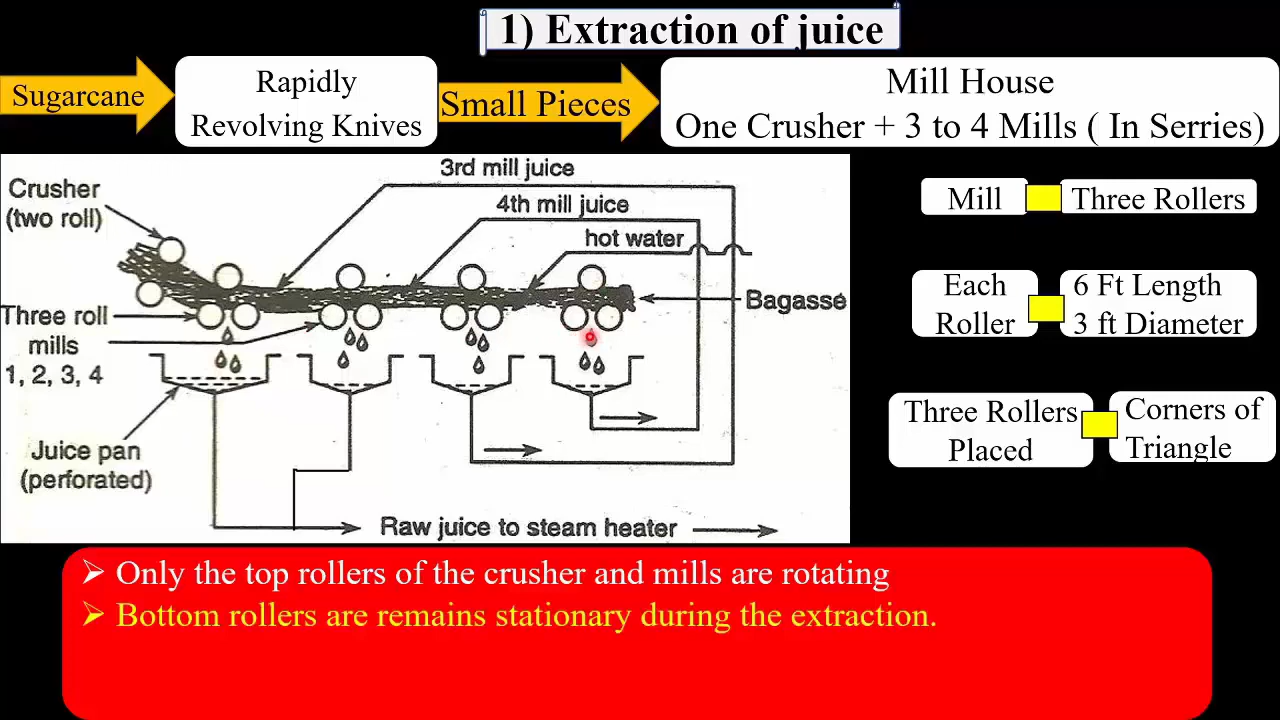 1) Extraction of juice
Sugarcane
Rapidly
Revolving Knives
Small Pieces
Mill House
One Crusher + 3 to 4 Mills ( In Serries)
3rd mill juice
Crusher
(two roll)
4th mill juice
hot water
Bagasse
Three roll
mills
1, 2, 3, 4
Juice pan
(perforated)
Raw juice to steam heater
Mill
Three Rollers
Each
Roller
6 Ft Length
3 ft Diameter
Three Rollers
Placed
Corners of
Triangle
➢ Only the top rollers of the crusher and mills are rotating
➢ Bottom rollers are remains stationary during the extraction.